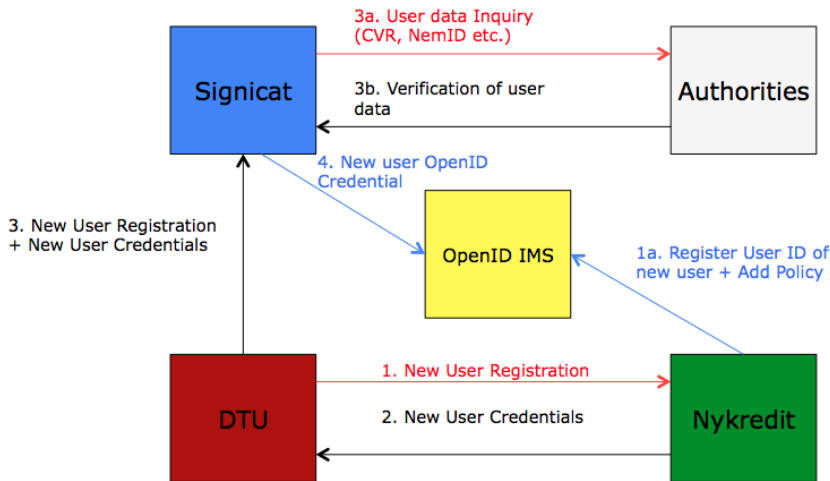 3a. User data Inquiry
(CVR, NemID etc.)
Signicat
3b. Verification of user
data
Authorities
4. New user OpenID
Credential
3. New User Registration
+ New User Credentials
OpenID IMS
1a. Register User ID of
new user + Add Policy
1. New User Registration
DTU
2. New User Credentials
Nykredit